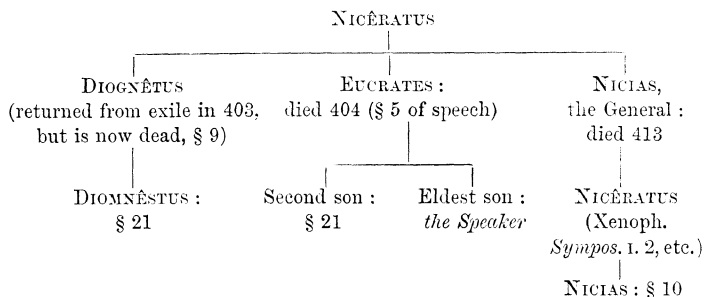 NICÊRATUS
DIOGNÊTUS
(returned from exile in 403,
but is now dead, § 9)
EUCRATES :
died 404 (§ 5 of speech)
NICIAS,
the General :
died 413
DIOMNÊSTUS :
§ 21
Second son :
§ 21
Eldest son :
the Speaker
NICÊRATUS
(Xenoph.
Sympos. I. 2, etc.)
NICIAS : § 10